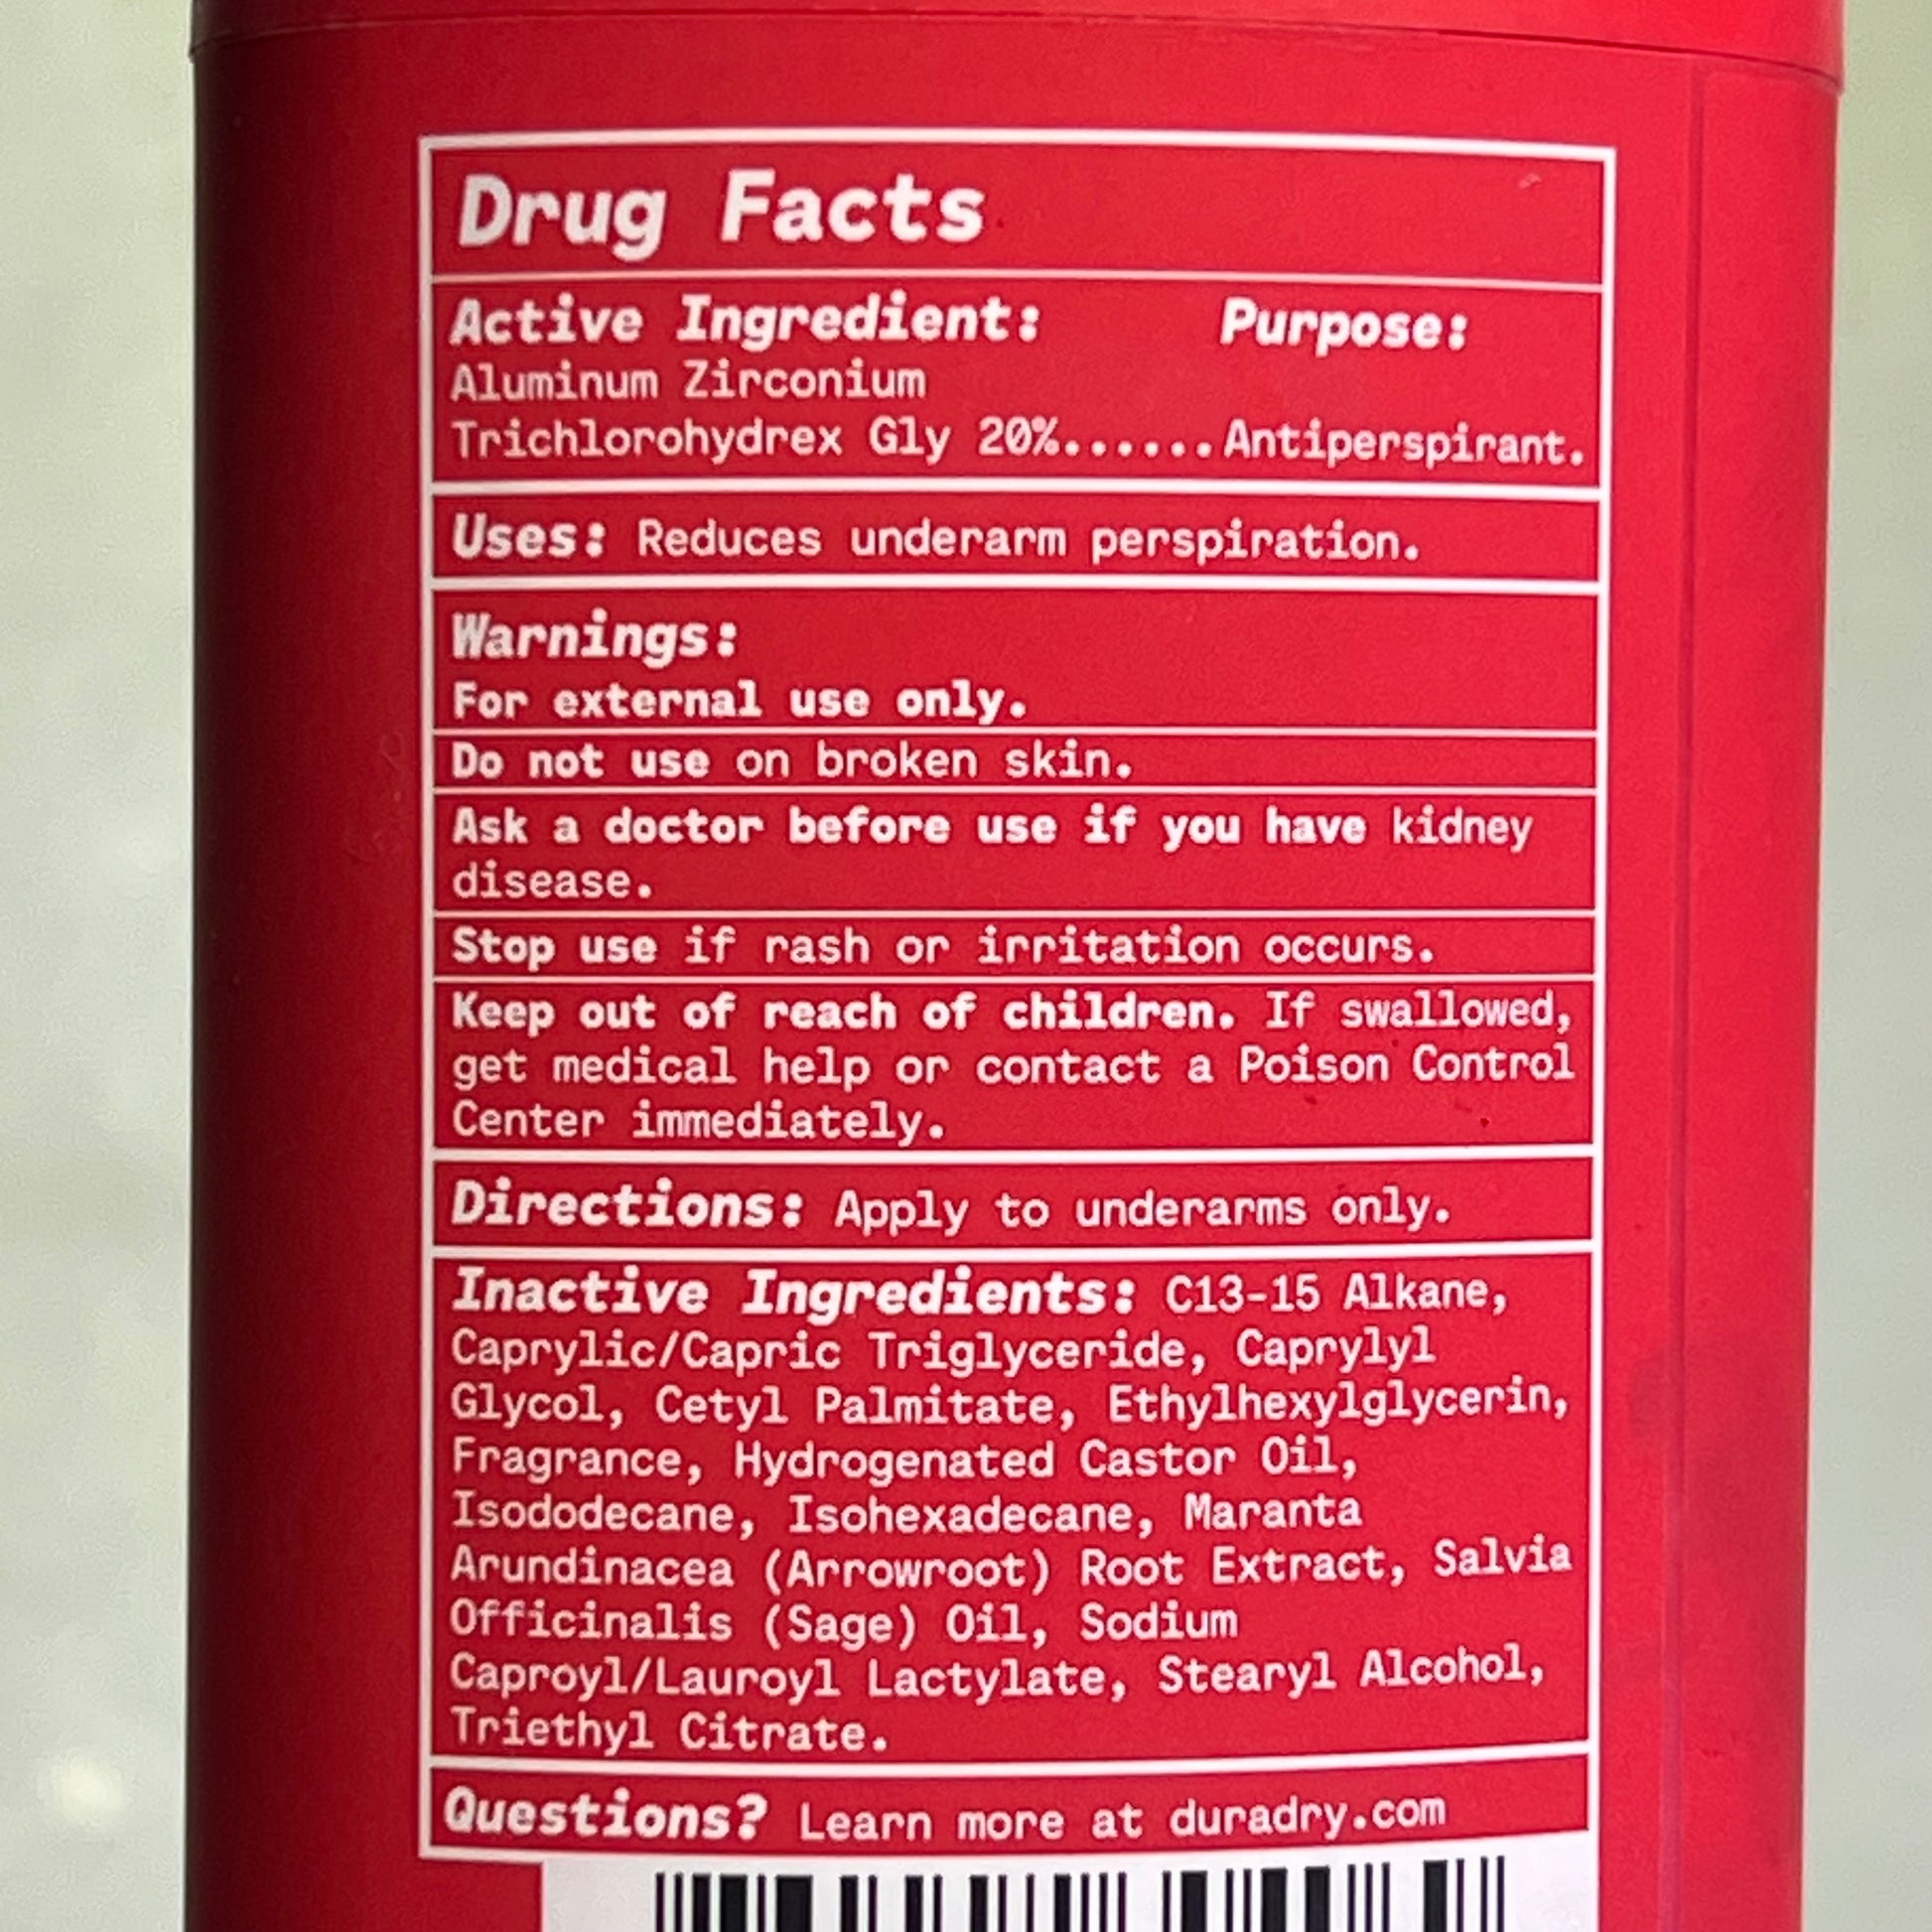 Drug Facts
Active Ingredient: Purpose:
Aluminum Zirconium
Trichlorohydrex Gly 20%......Antiperspirant.
Uses: Reduces underarm perspiration.
Warnings:
For external use only.
Do not use on broken skin.
Ask a doctor before use if you have kidney
disease.
Stop use if rash or irritation occurs.
Keep out of reach of children. If swallowed,
get medical help or contact a Poison Control
Center immediately.
Directions: Apply to underarms only.
Inactive Ingredients: C13-15 Alkane,
Caprylic/Capric Triglyceride, Caprylyl
Glycol, Cetyl Palmitate, Ethylhexylglycerin,
Fragrance, Hydrogenated Castor Oil,
Isododecane, Isohexadecane, Maranta
Arundinacea (Arrowroot) Root Extract, Salvia
Officinalis (Sage) Oil, Sodium
Caproyl/Lauroyl Lactylate, Stearyl Alcohol,
Triethyl Citrate.
Questions? Learn more at duradry.com